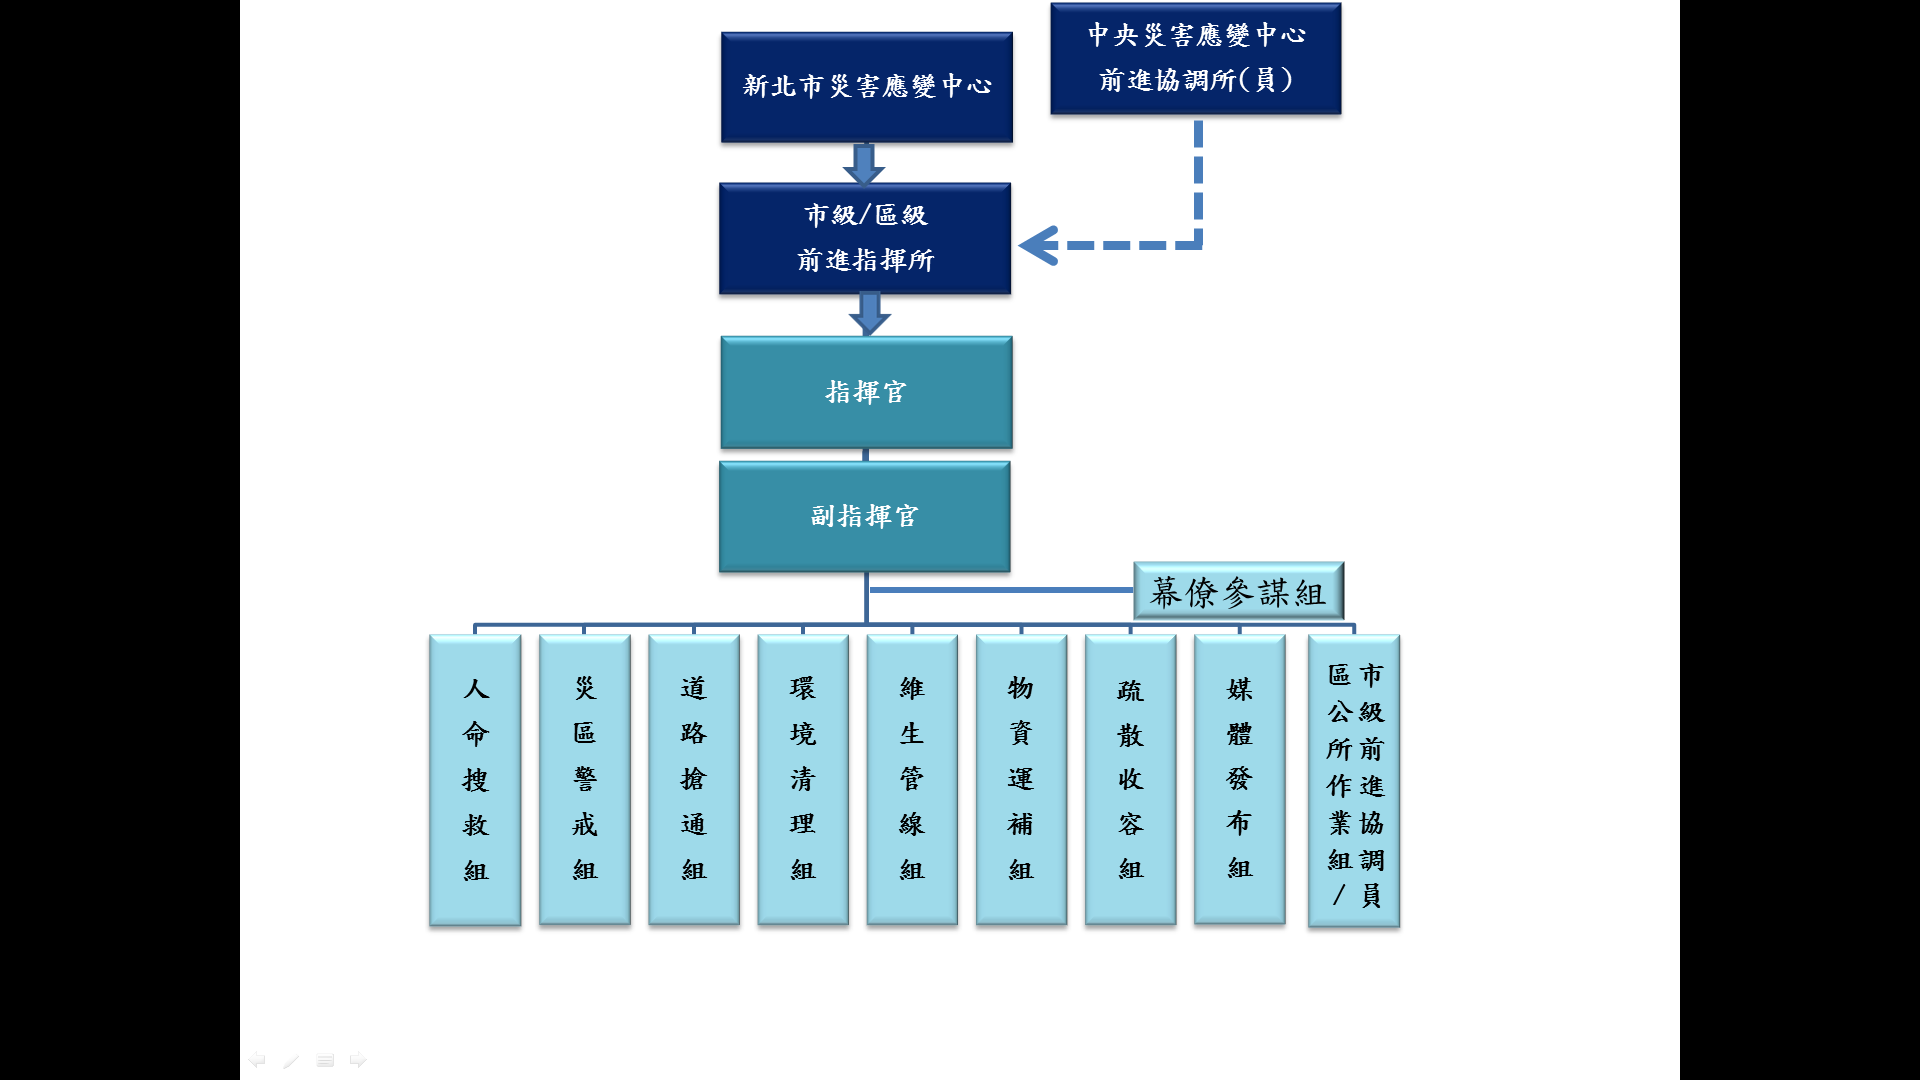 新北市災害應變中心
中央災害應變中心
前進協調所(員)
市級/區級
前進指揮所
指揮官
副指揮官
幕僚參謀組
人命搜救組
災區警戒組
道路搶通組
環境清理組
維生管線組
物資運補組
疏散收容組
媒體發布組
區公所作業組/
市級前進協調員